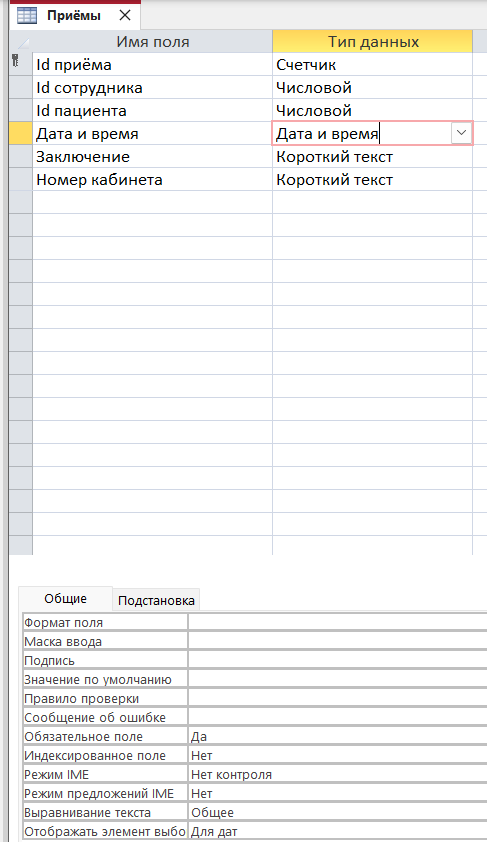 Приёмы
Имя поля Тип данных
Id приёма Счетчик
Id сотрудника Числовой
Id пациента Числовой
Дата и время Дата и время
Заключение Короткий текст
Номер кабинета Короткий текст
Общие Подстановка
Формат поля
Маска ввода
Подпись
Значение по умолчанию
Правило проверки
Сообщение об ошибке
Обязательное поле Да
Индексированное поле Нет
Режим IME Нет контроля
Режим предложений IME Нет
Выравнивание текста Общее
Отображать элемент выбо Для дат